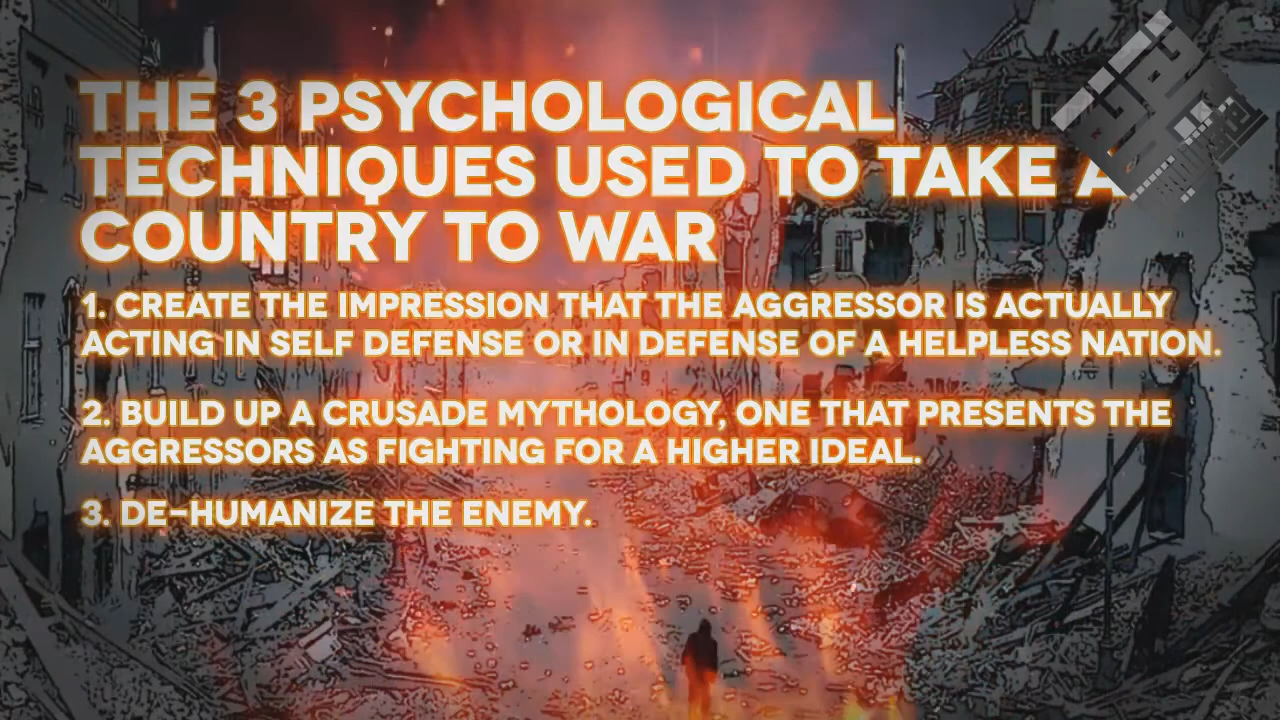 THE 3 PSYCHOLOGICAL
TECHNIQUES USED TO TAKE A
COUNTRY TO WAR
1. CREATE THE IMPRESSION THAT THE AGGRESSOR IS ACTUALLY
ACTING IN SELF DEFENSE OR IN DEFENSE OF A HELPLESS NATION.
2. BUILD UP A CRUSADE MYTHOLOGY, ONE THAT PRESENTS THE
AGGRESSORS AS FIGHTING FOR A HIGHER IDEAL.
3. DE-HUMANIZE THE ENEMY.